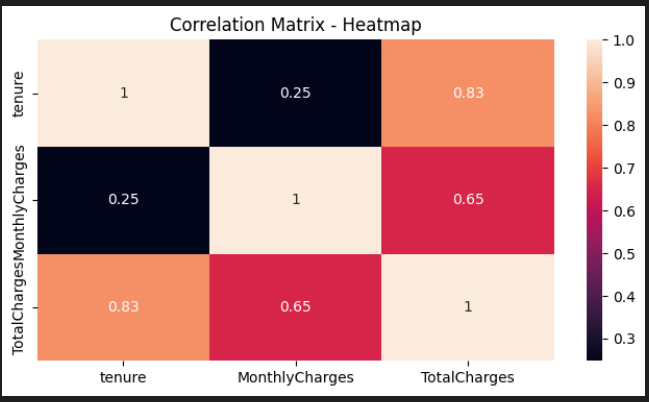 Correlation Matrix - Heatmap
tenure
1
0.25
0.83
MonthlyCharges
0.25
1
0.65
TotalCharges
0.83
0.65
1
tenure
MonthlyCharges
TotalCharges
1.0
0.9
0.8
0.7
0.6
0.5
0.4
0.3